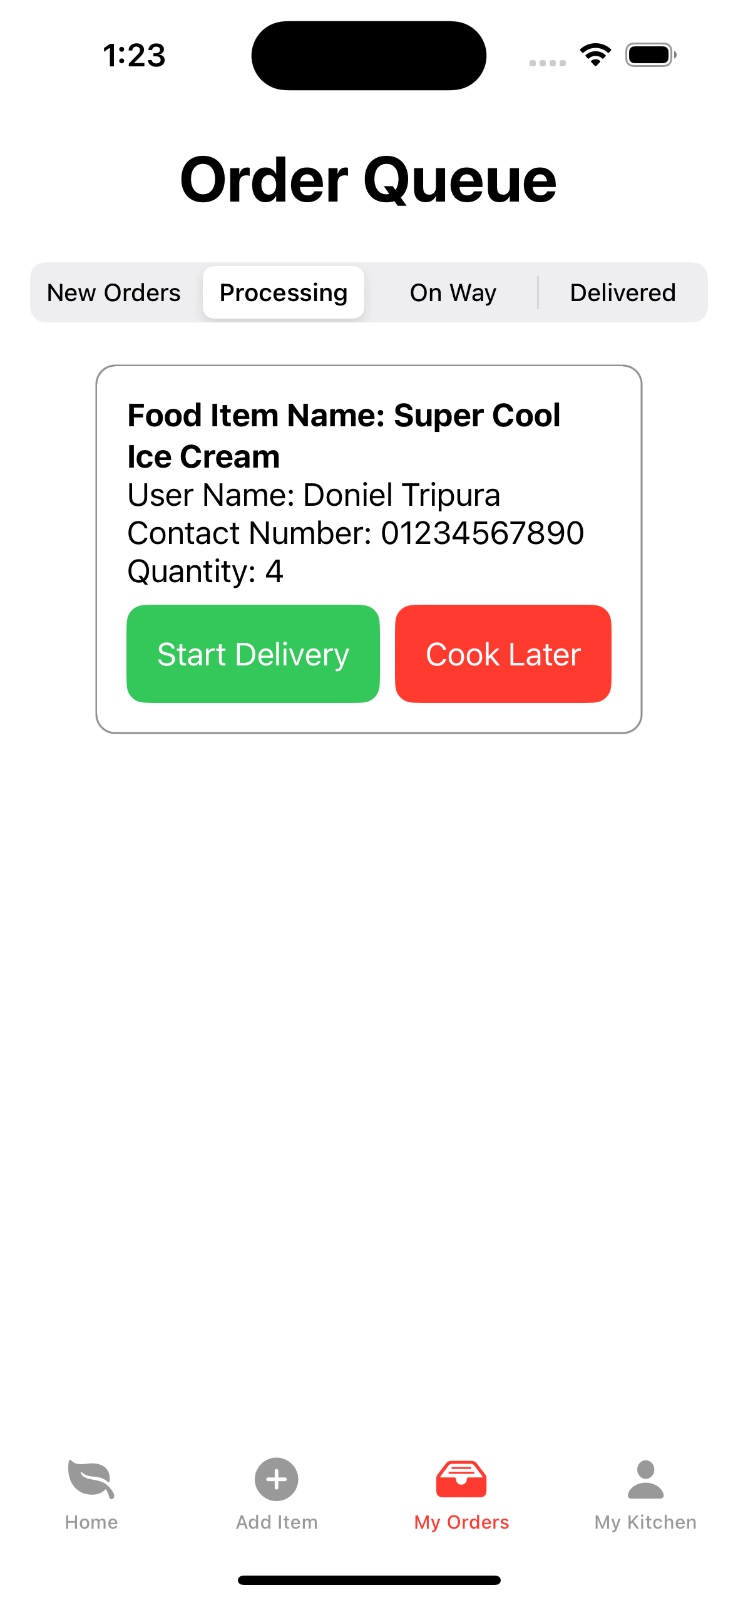 1:23
Order Queue
New Orders
Processing
On Way
Delivered
Food Item Name: Super Cool
Ice Cream
User Name: Doniel Tripura
Contact Number: 01234567890
Quantity: 4
Start Delivery
Cook Later
Home
Add Item
My Orders
My Kitchen